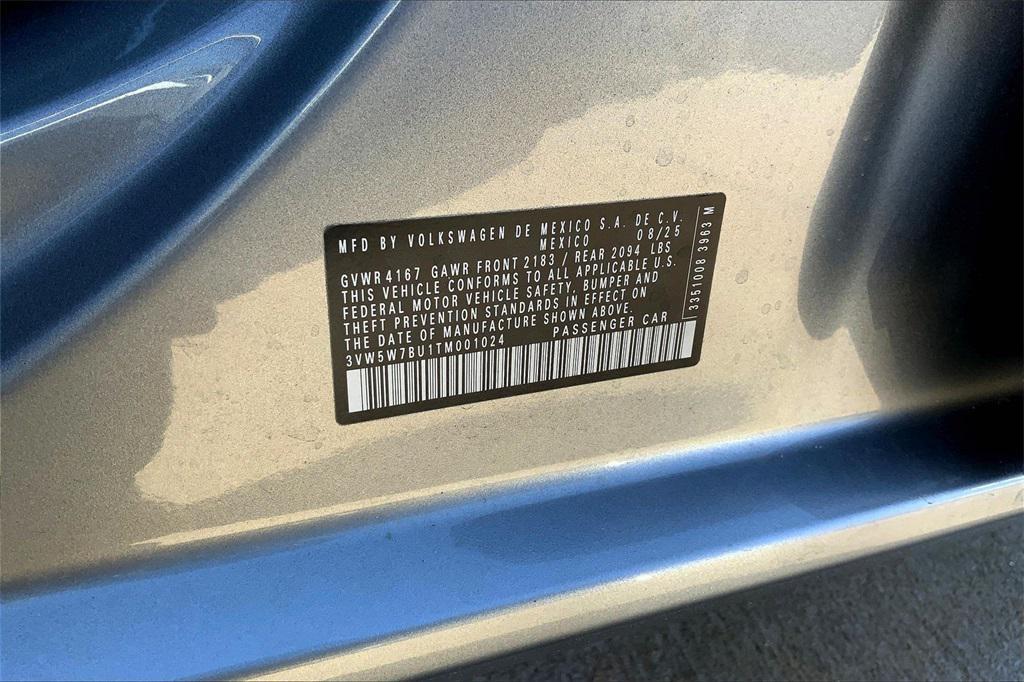 MFD BY VOLKSWAGEN DE MEXICO S.A. DE C.V.
MEXICO 08/25
GVWR 4167 GAWR FRONT 2183 / REAR 2094 LBS
THIS VEHICLE CONFORMS TO ALL APPLICABLE U.S.
FEDERAL MOTOR VEHICLE SAFETY, BUMPER AND
THEFT PREVENTION STANDARDS IN EFFECT ON
THE DATE OF MANUFACTURE SHOWN ABOVE.
3VW5W7BU1TM001024 PASSENGER CAR
3351008 3963 M